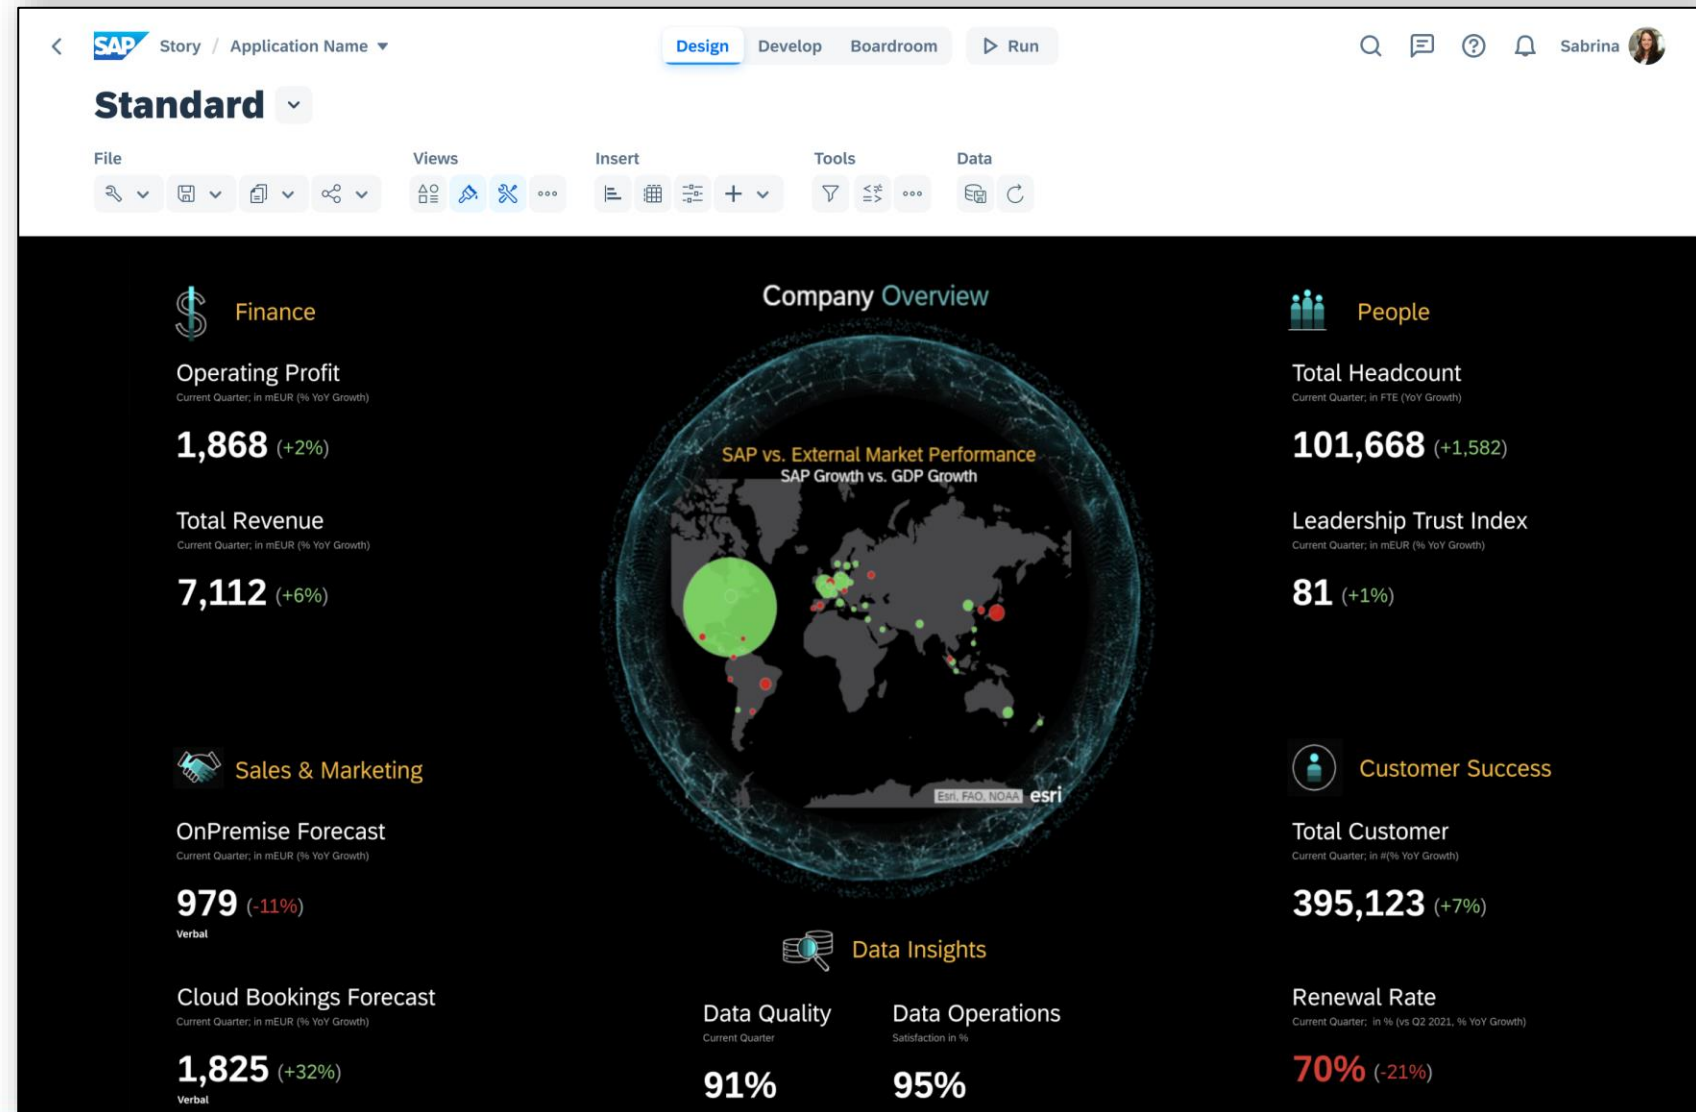 SAP Story / Application Name
Design Develop Boardroom Run
Sabrina
Standard
File Views Insert Tools Data
Finance
Operating Profit
Current Quarter; in mEUR (% YoY Growth)
1,868 (+2%)
Total Revenue
Current Quarter; in mEUR (% YoY Growth)
7,112 (+6%)
Sales & Marketing
OnPremise Forecast
Current Quarter; in mEUR (% YoY Growth)
979 (-11%)
Verbal
Cloud Bookings Forecast
Current Quarter; in mEUR (% YoY Growth)
1,825 (+32%)
Verbal
Company Overview
SAP vs. External Market Performance
SAP Growth vs. GDP Growth
Esri, FAO, NOAA esri
Data Insights
Data Quality
Current Quarter
91%
Data Operations
Satisfaction in %
95%
People
Total Headcount
Current Quarter; in FTE (YoY Growth)
101,668 (+1,582)
Leadership Trust Index
Current Quarter; in mEUR (% YoY Growth)
81 (+1%)
Customer Success
Total Customer
Current Quarter; in #(% YoY Growth)
395,123 (+7%)
Renewal Rate
Current Quarter; in % (vs Q2 2021, % YoY Growth)
70% (-21%)